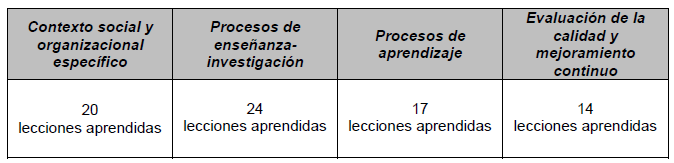 Contexto social y
organizacional
específico
Procesos de
enseñanza-
investigación
Procesos de
aprendizaje
Evaluación de la
calidad y
mejoramiento
continuo
20
lecciones aprendidas
24
lecciones aprendidas
17
lecciones aprendidas
14
lecciones aprendidas